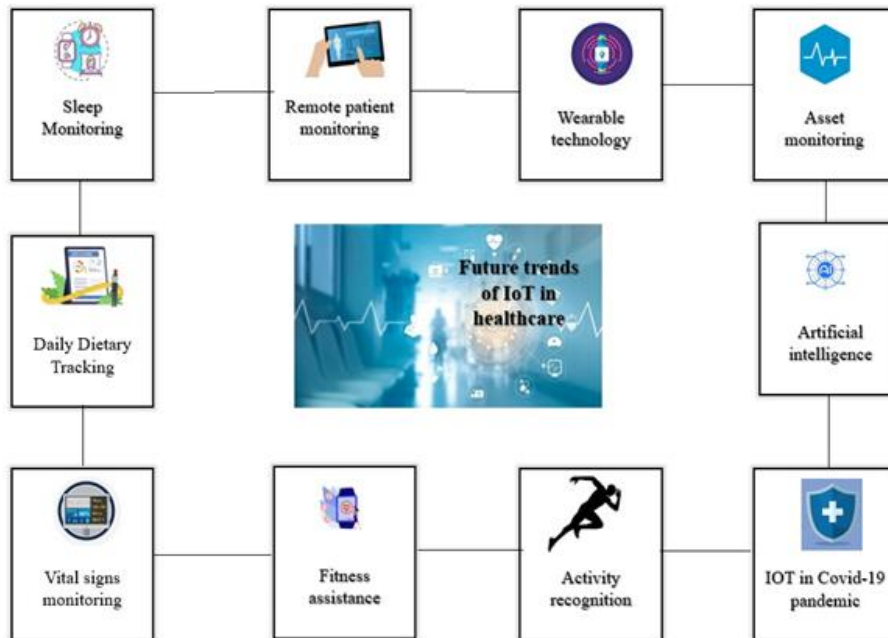 Sleep
Monitoring
Remote patient
monitoring
Wearable
technology
Asset
monitoring
Daily Dietary
Tracking
Future trends
of IoT in
healthcare
AI
Artificial
intelligence
Vital signs
monitoring
Fitness
assistance
Activity
recognition
IOT in Covid-19
pandemic